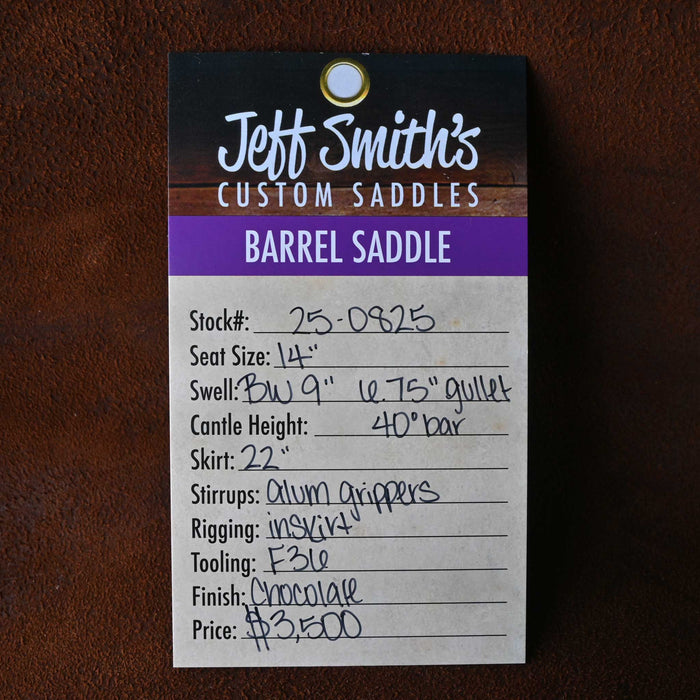 Jeff Smith's
CUSTOM SADDLES
BARREL SADDLE
Stock#: 25-0825
Seat Size: 14"
Swell: BW 9" 6.75" gullet
Cantle Height: 40° bar
Skirt: 22"
Stirrups: alum grippers
Rigging: inskirt
Tooling: F36
Finish: Chocolate
Price: $3,500